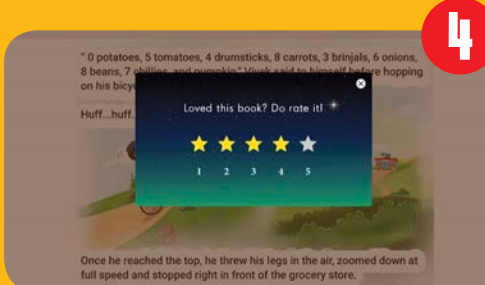 4
" 0 potatoes, 5 tomatoes, 4 drumsticks, 8 carrots, 3 brinjals, 6 onions,
8 beans, 7 chillies, and pumpkin" Vivek said to himself before hopping
on his bicy
Huff...huff.
Loved this book? Do rate it!
1 2 3 4 5
Once he reached the top, he threw his legs in the air, zoomed down at
full speed and stopped right in front of the grocery store.